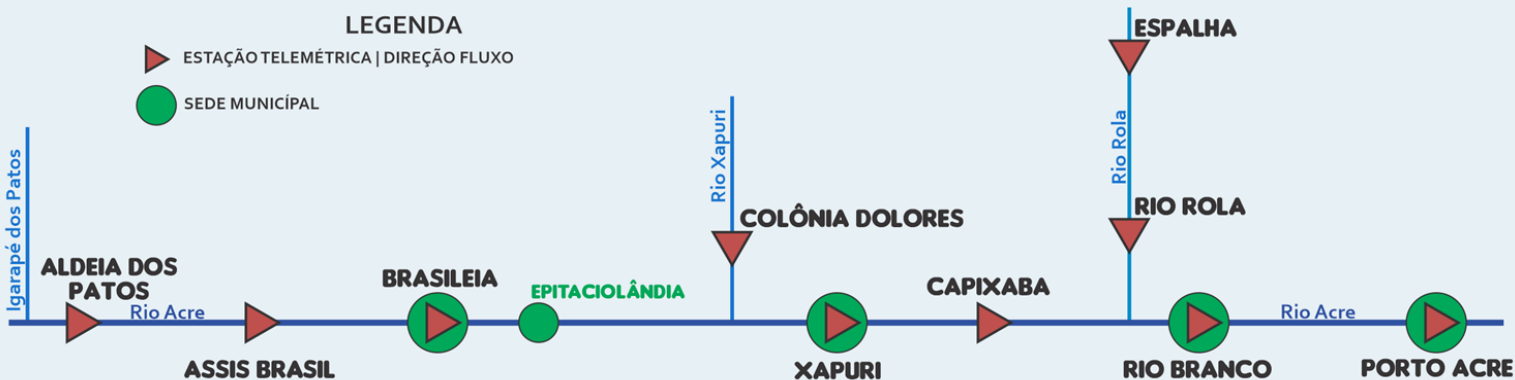 LEGENDA
ESTAÇÃO TELEMÉTRICA | DIREÇÃO FLUXO
SEDE MUNICÍPAL
ESPALHA
Igarapé dos Patos
Rio Xapuri
Rio Rola
COLÔNIA DOLORES
RIO ROLA
ALDEIA DOS
PATOS
BRASILEIA
EPITACIOLÂNDIA
CAPIXABA
Rio Acre
Rio Acre
ASSIS BRASIL
XAPURI
RIO BRANCO
PORTO ACRE